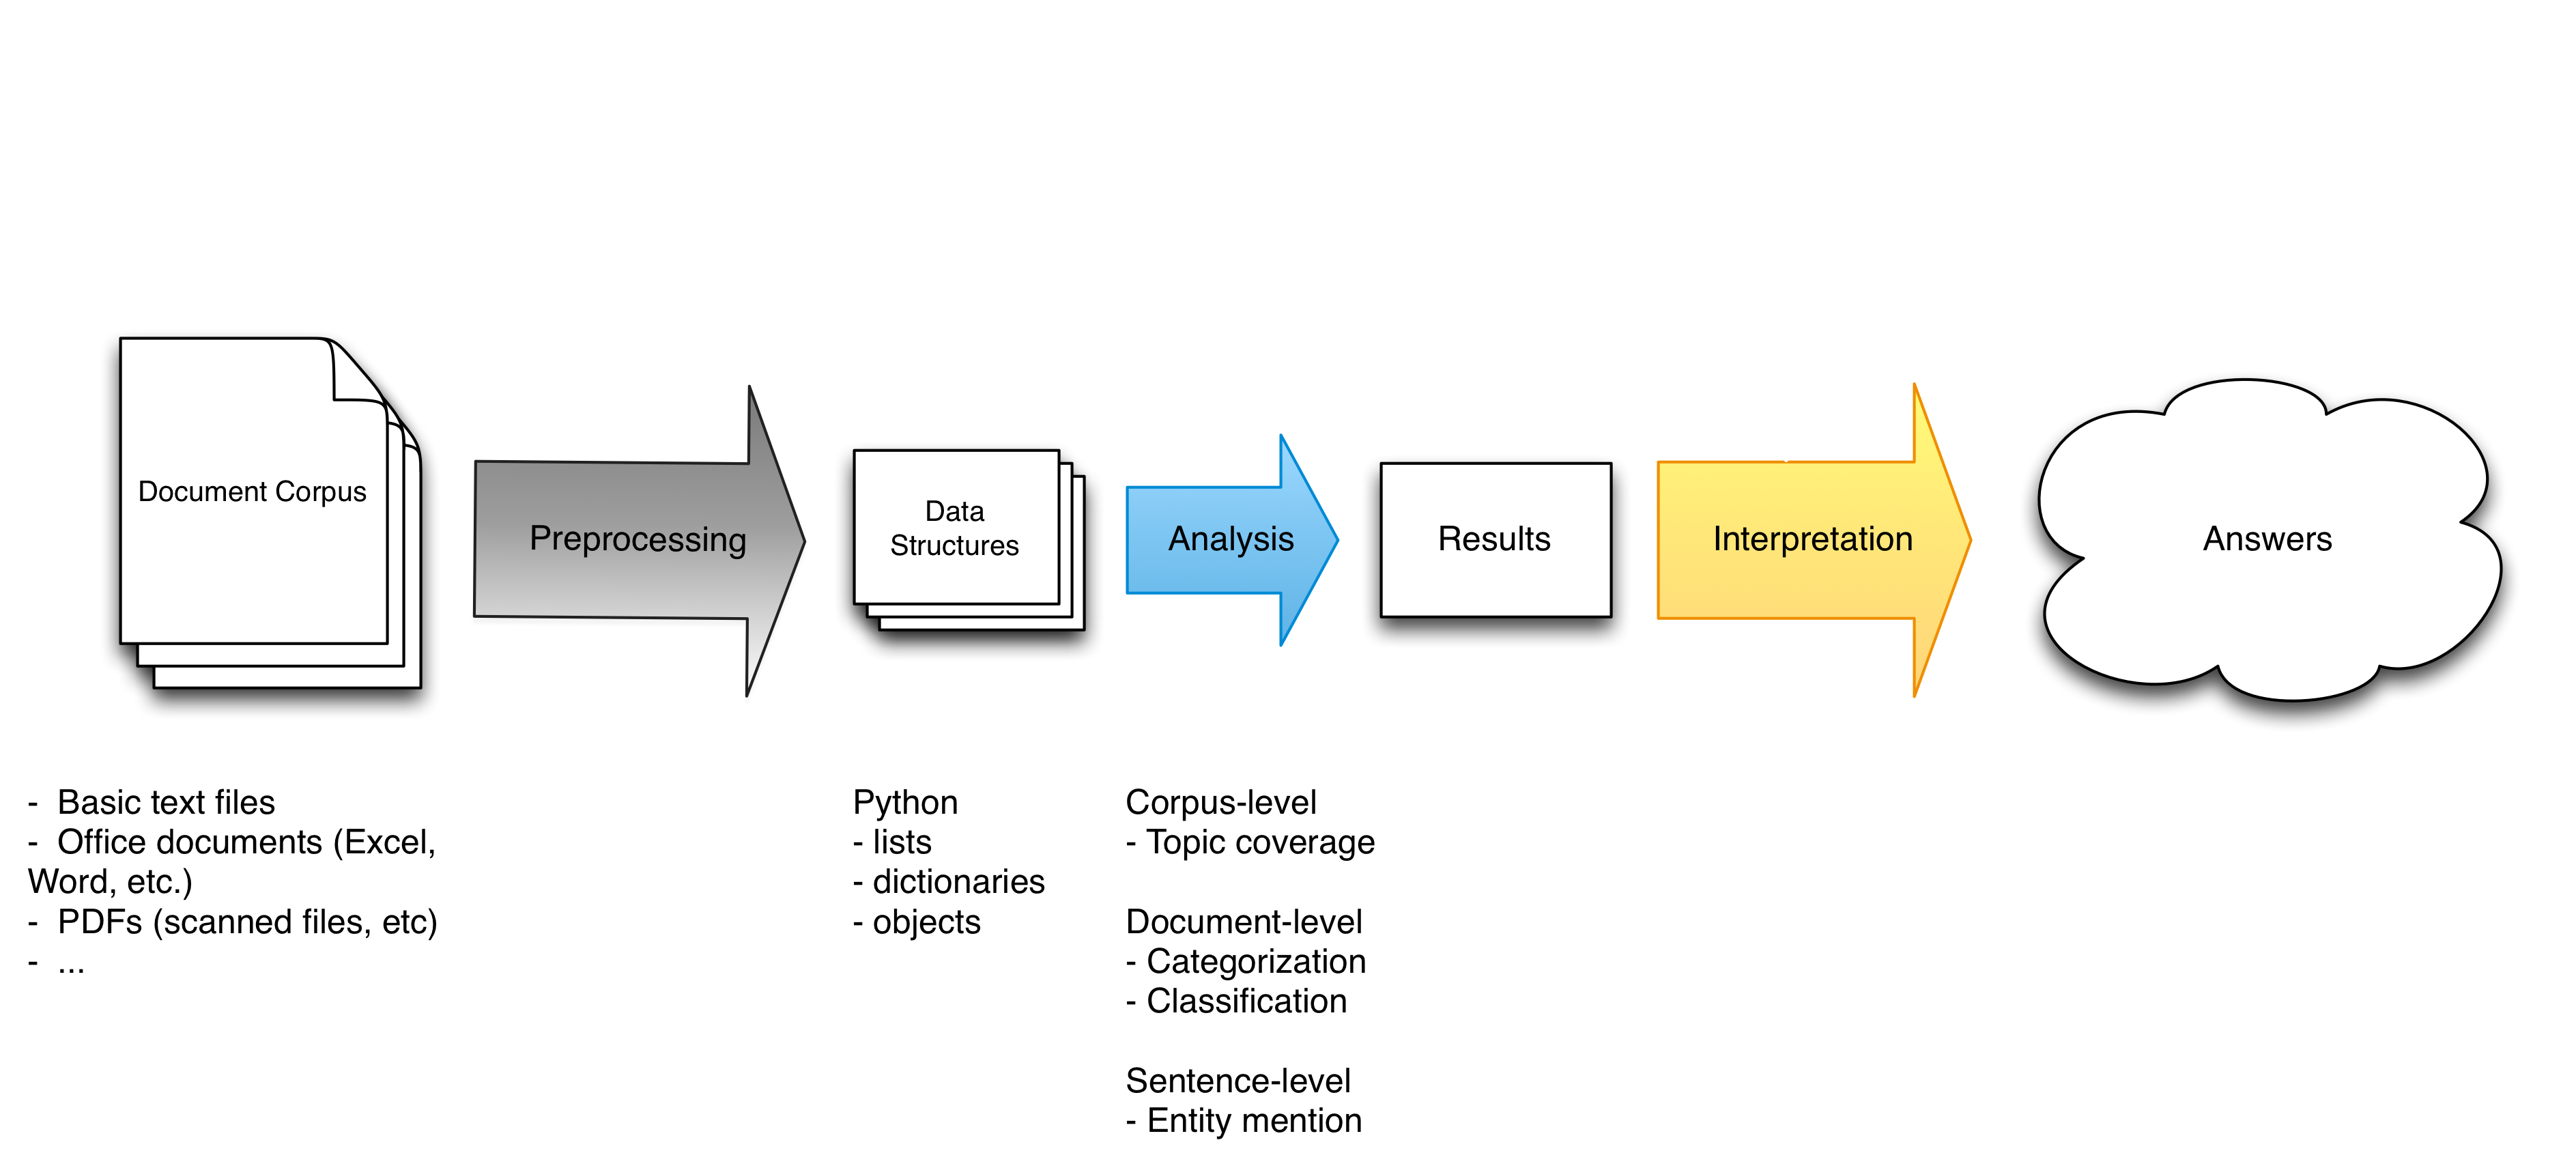 Document Corpus
Preprocessing
Data
Structures
Analysis
Results
Interpretation
Answers
- Basic text files
- Office documents (Excel,
Word, etc.)
- PDFs (scanned files, etc)
- ...
Python
- lists
- dictionaries
- objects
Corpus-level
- Topic coverage
Document-level
- Categorization
- Classification
Sentence-level
- Entity mention